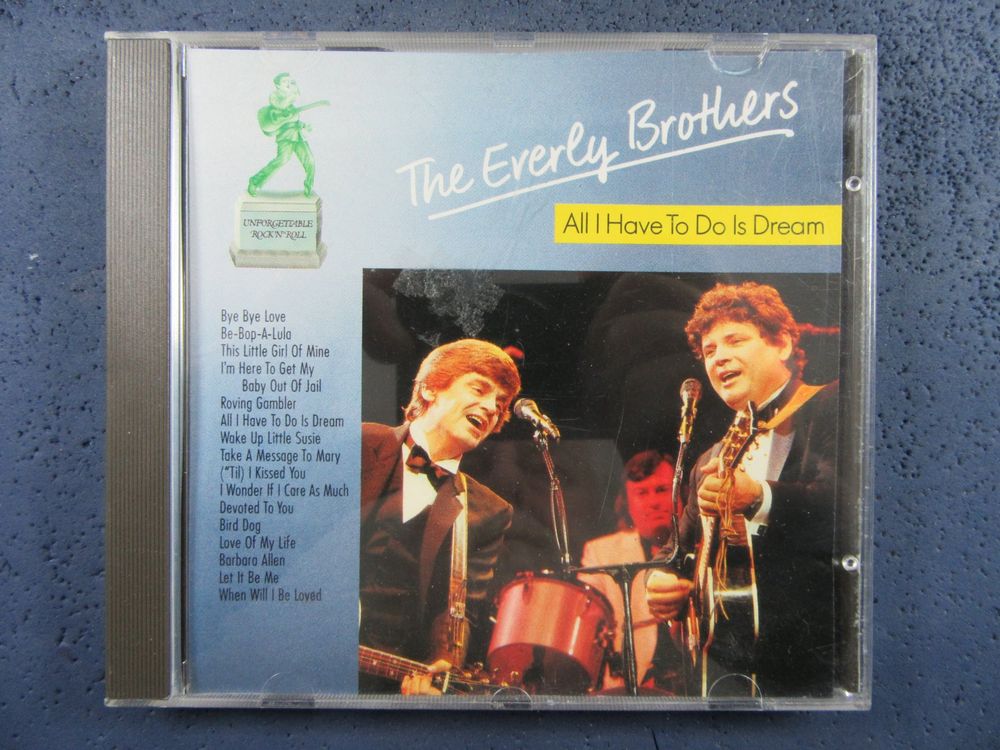 The Everly Brothers
All I Have To Do Is Dream
UNFORGETTABLE
ROCK'N'ROLL
Bye Bye Love
Be-Bop-A-Lula
This Little Girl Of Mine
I'm Here To Get My
Baby Out Of Jail
Roving Gambler
All I Have To Do Is Dream
Wake Up Little Susie
Take A Message To Mary
("Til) I Kissed You
I Wonder If I Care As Much
Devoted To You
Bird Dog
Love Of My Life
Barbara Allen
Let It Be Me
When Will I Be Loved